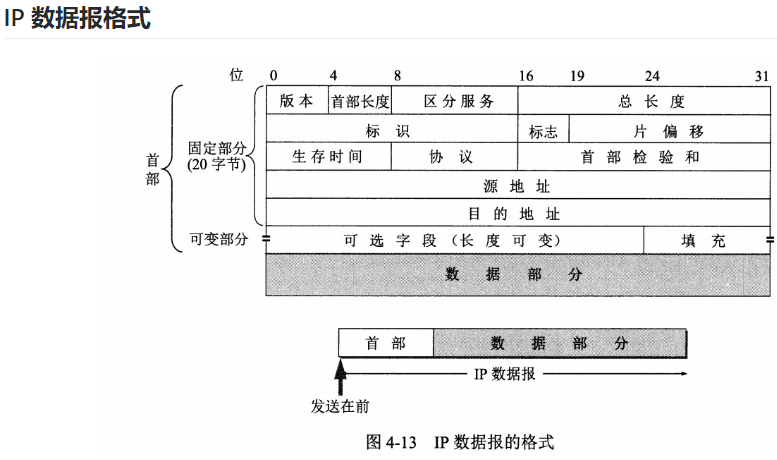 IP 数据报格式
位 0 4 8 16 19 24 31
版本 首部长度 区分服务 总长度
标识 标志 片偏移
固定部分
(20 字节)
首部
生存时间 协议 首部检验和
源地址
目的地址
可变部分 可选字段（长度可变） 填充
数据部分
首部 数据部分
IP 数据报
发送在前
图 4-13 IP 数据报的格式